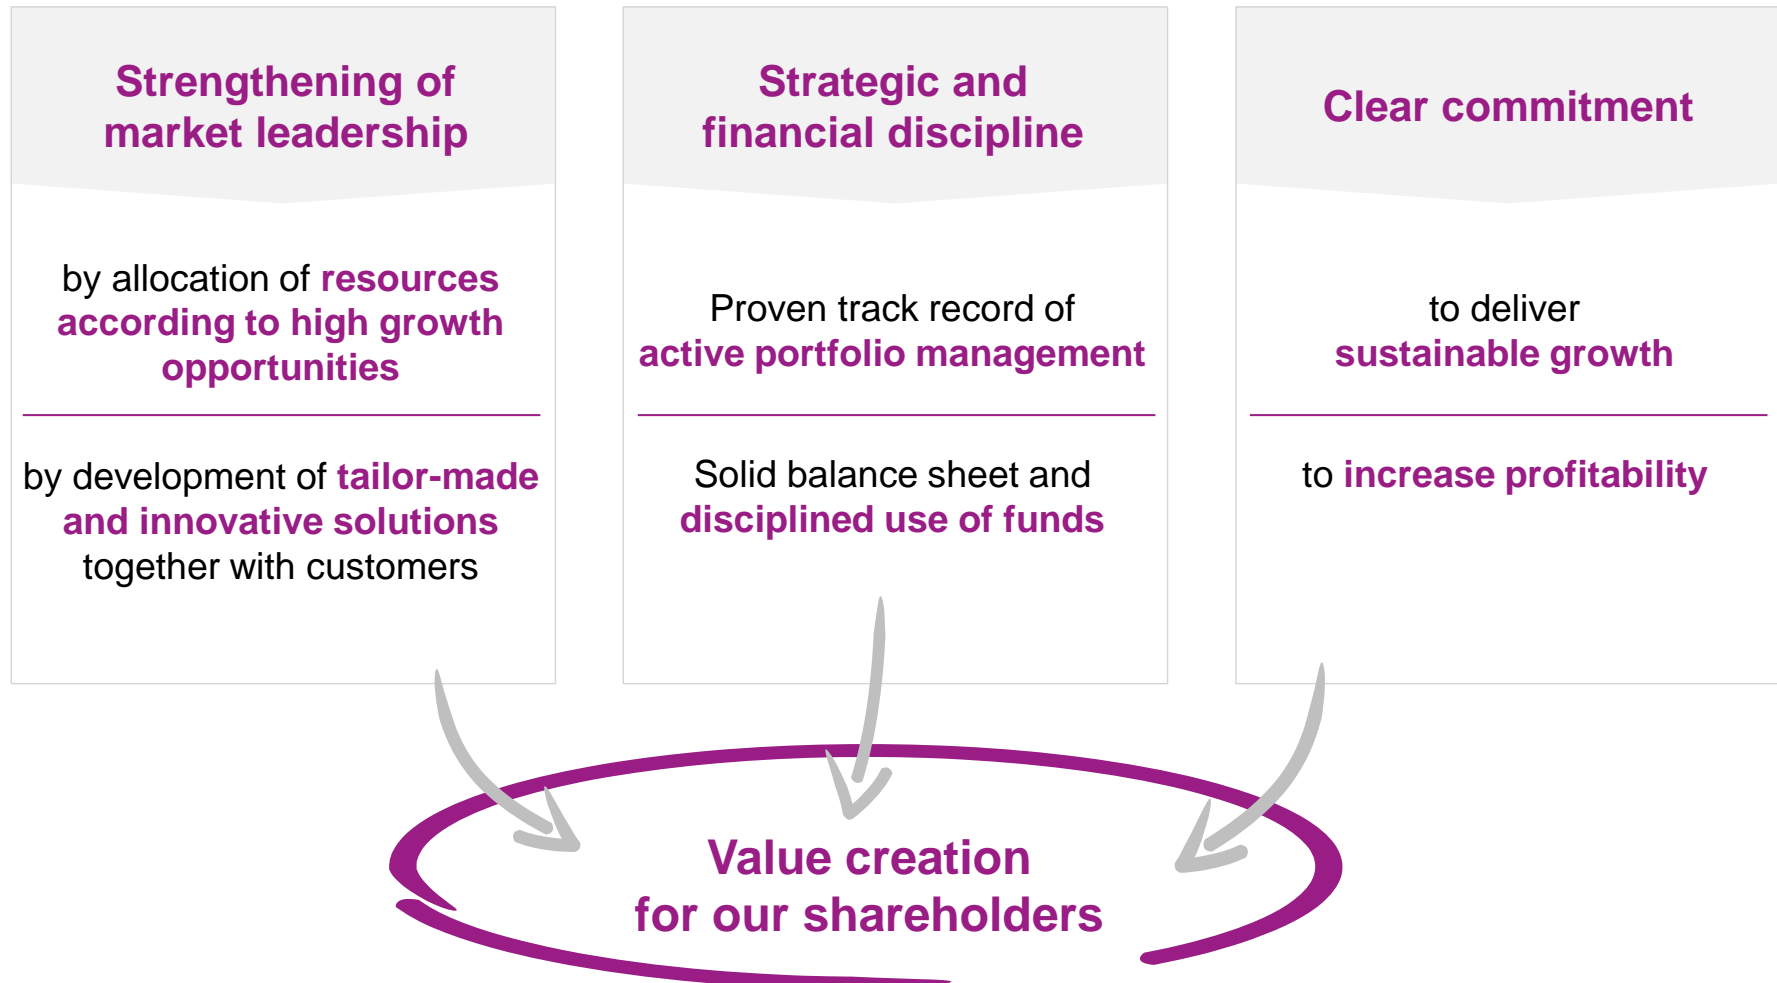 Strengthening of
market leadership
by allocation of resources
according to high growth
opportunities
by development of tailor-made
and innovative solutions
together with customers
Strategic and
financial discipline
Proven track record of
active portfolio management
Solid balance sheet and
disciplined use of funds
Clear commitment
to deliver
sustainable growth
to increase profitability
Value creation
for our shareholders